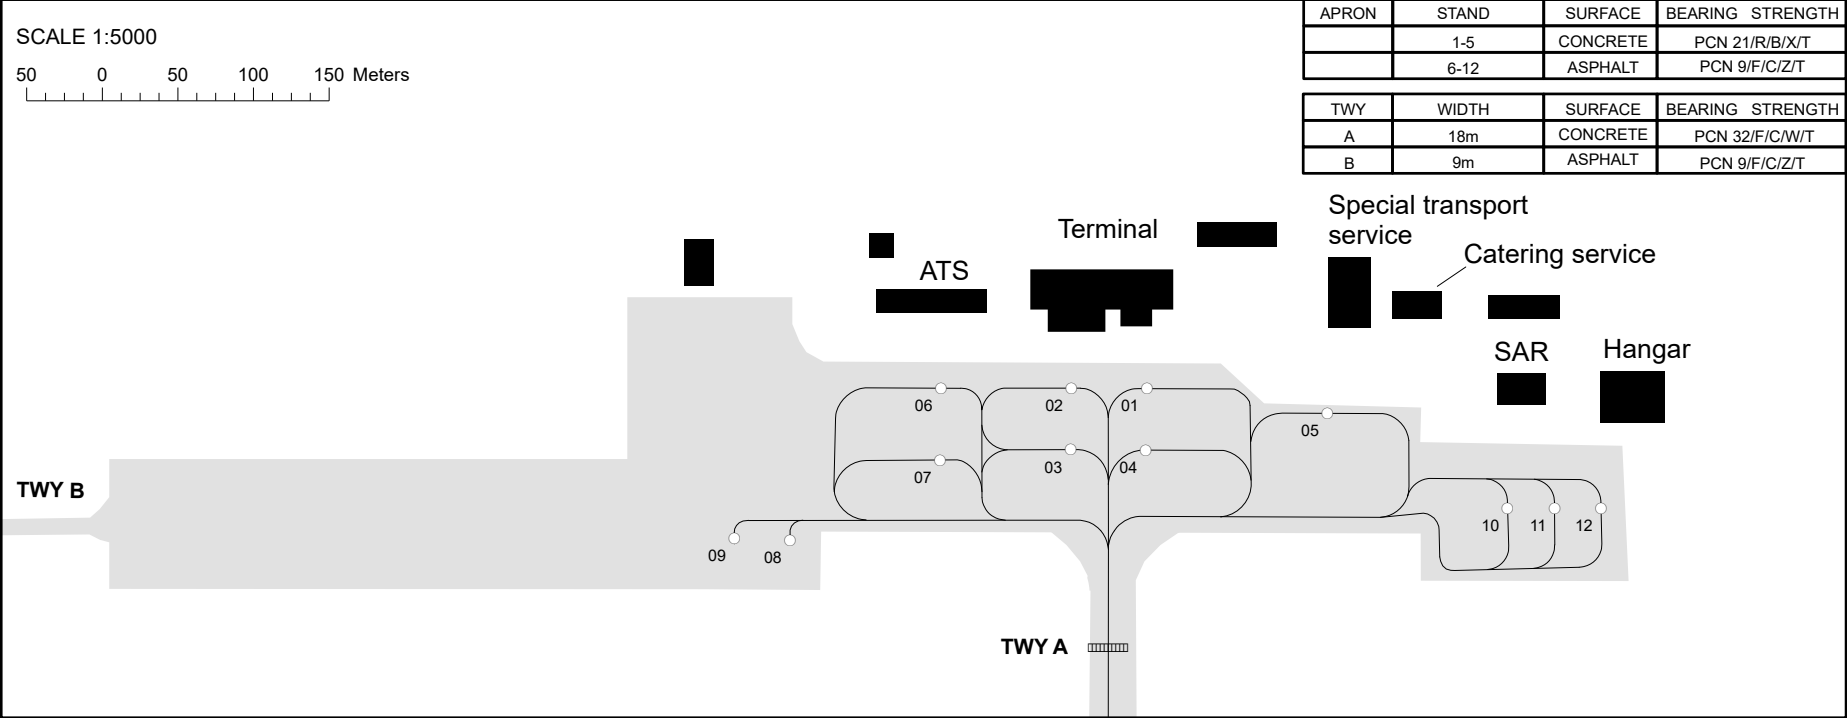 SCALE 1:5000
50 0 50 100 150 Meters
APRON STAND SURFACE BEARING STRENGTH
1-5 CONCRETE PCN 21/R/B/X/T
6-12 ASPHALT PCN 9/F/C/Z/T
TWY WIDTH SURFACE BEARING STRENGTH
A 18m CONCRETE PCN 32/F/C/W/T
B 9m ASPHALT PCN 9/F/C/Z/T
Special transport
service
Terminal
Catering service
ATS
SAR
Hangar
06
02
01
05
07
03
04
TWY B
10
11
12
09
08
TWY A